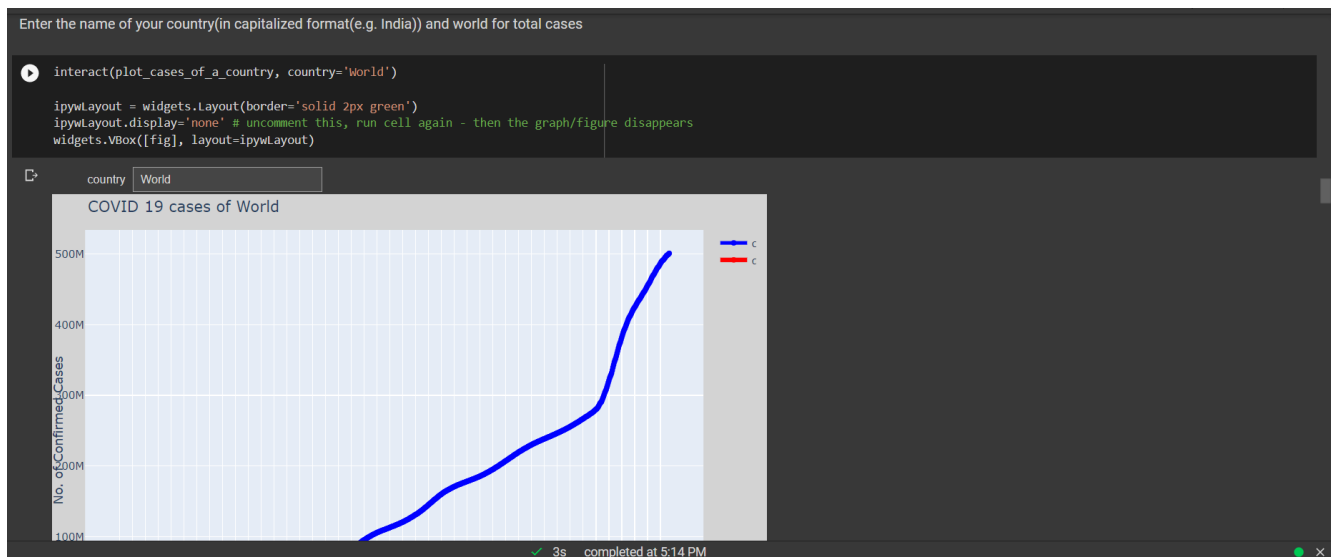 Enter the name of your country(in capitalized format(e.g. India)) and world for total cases
interact(plot_cases_of_a_country, country='World')
ipywLayout = widgets.Layout(border='solid 2px green')
ipywLayout.display='none' # uncomment this, run cell again - then the graph/figure disappears
widgets.VBox([fig], layout=ipywLayout)
country World
COVID 19 cases of World
c
c
500M
400M
300M
200M
100M
No. of Confirmed Cases
3s completed at 5:14 PM